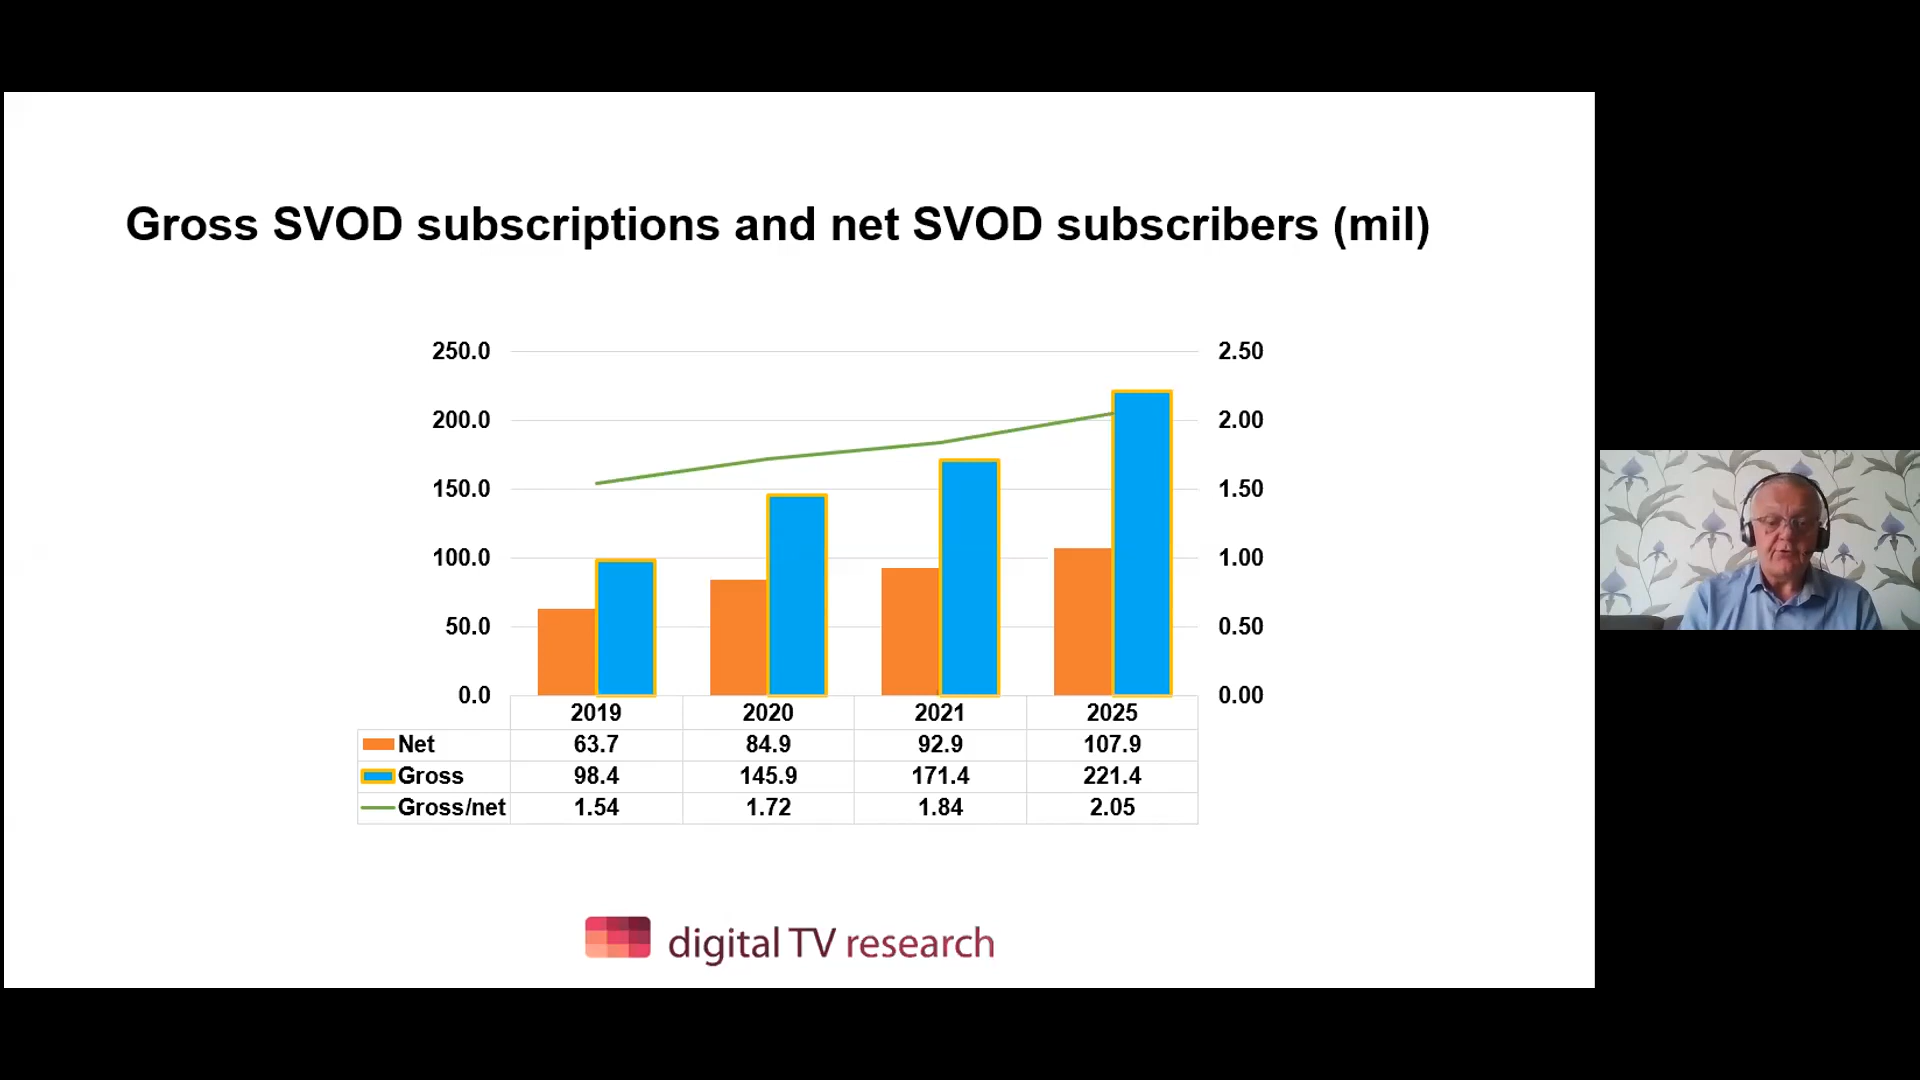 Gross SVOD subscriptions and net SVOD subscribers (mil)
250.0 2.50
200.0 2.00
150.0 1.50
100.0 1.00
50.0 0.50
0.0 0.00
2019 2020 2021 2025
Net 63.7 84.9 92.9 107.9
Gross 98.4 145.9 171.4 221.4
Gross/net 1.54 1.72 1.84 2.05
digital TV research